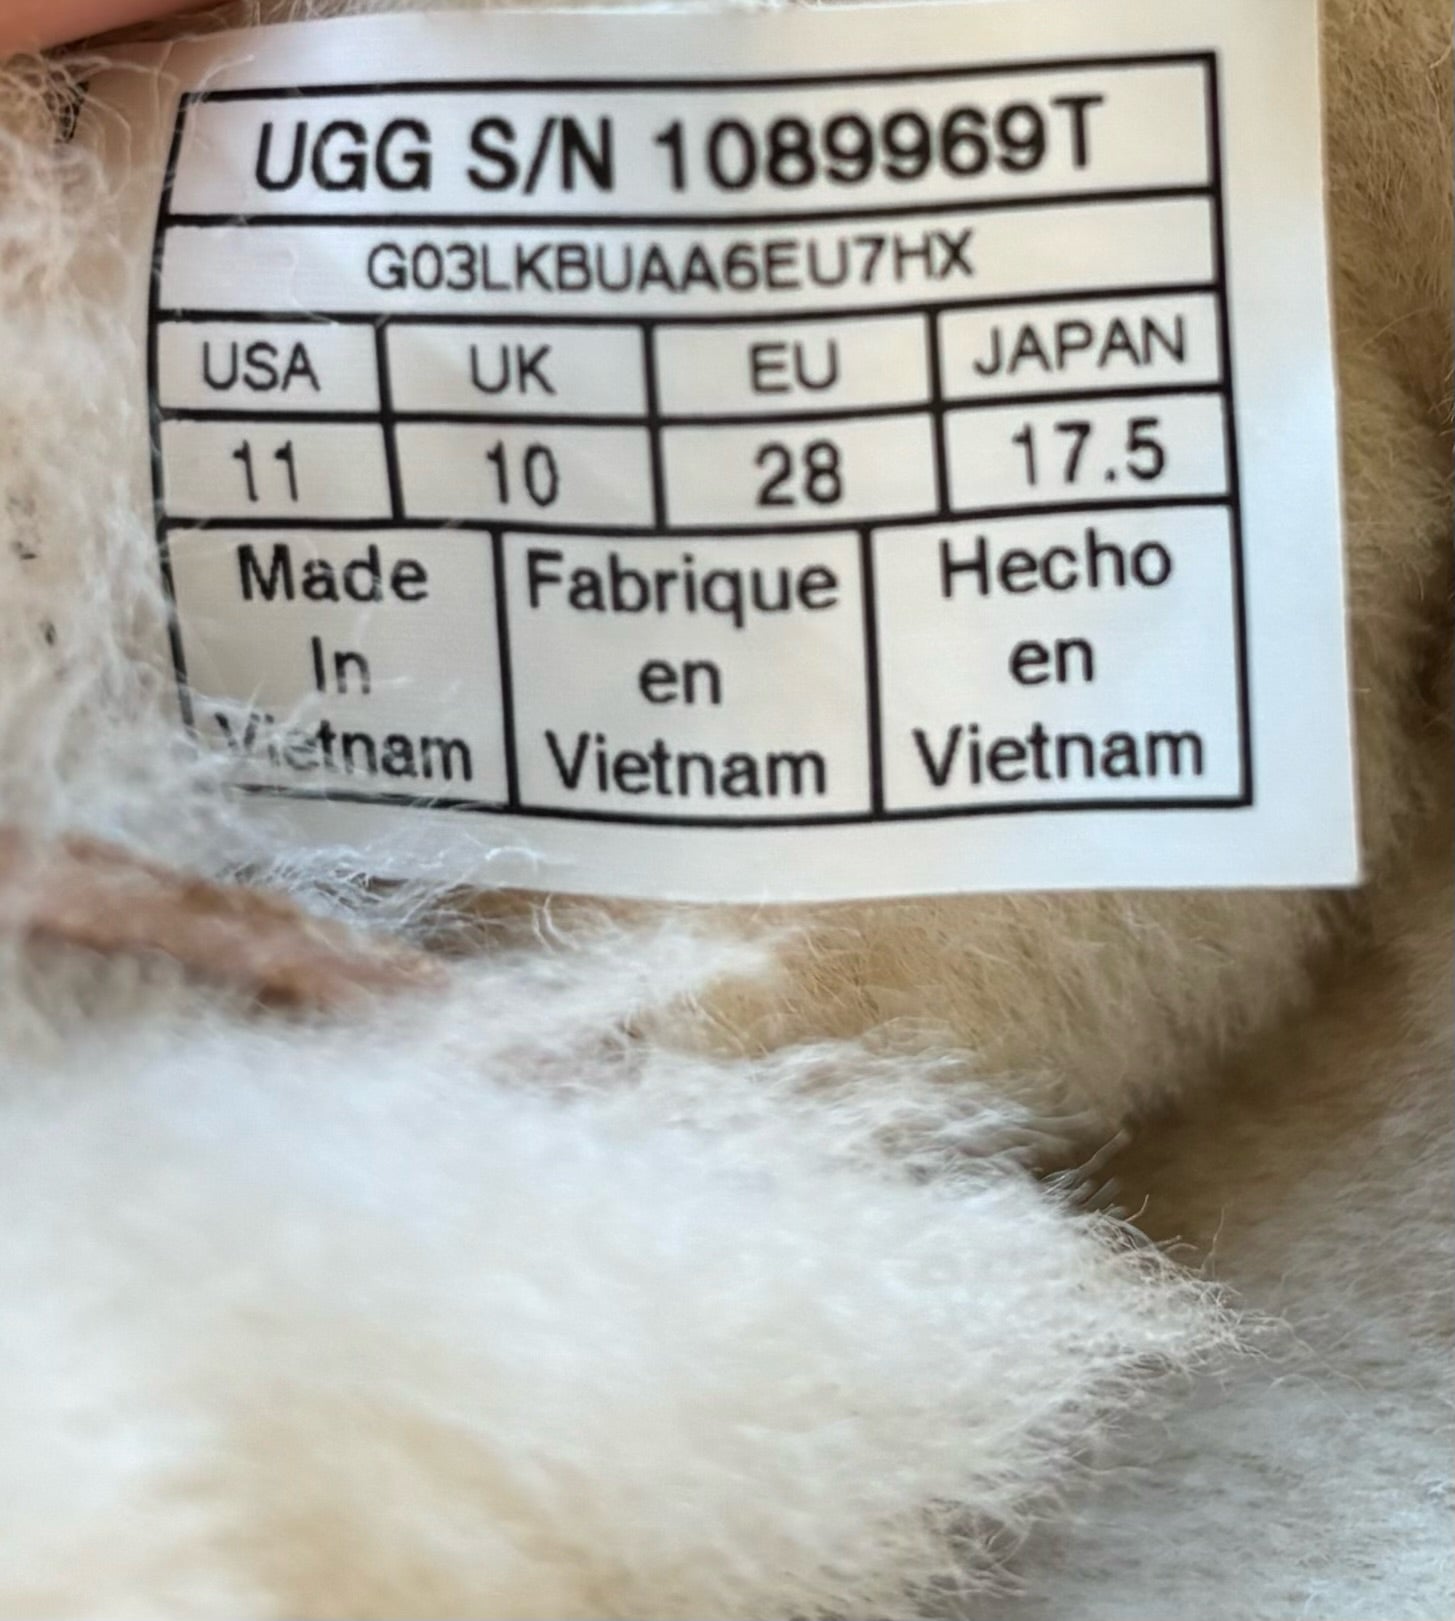 UGG S/N 1089969T
G03LKBUAA6EU7HX
USA UK EU JAPAN
11 10 28 17.5
Made Fabrique Hecho
In en en
Vietnam Vietnam Vietnam